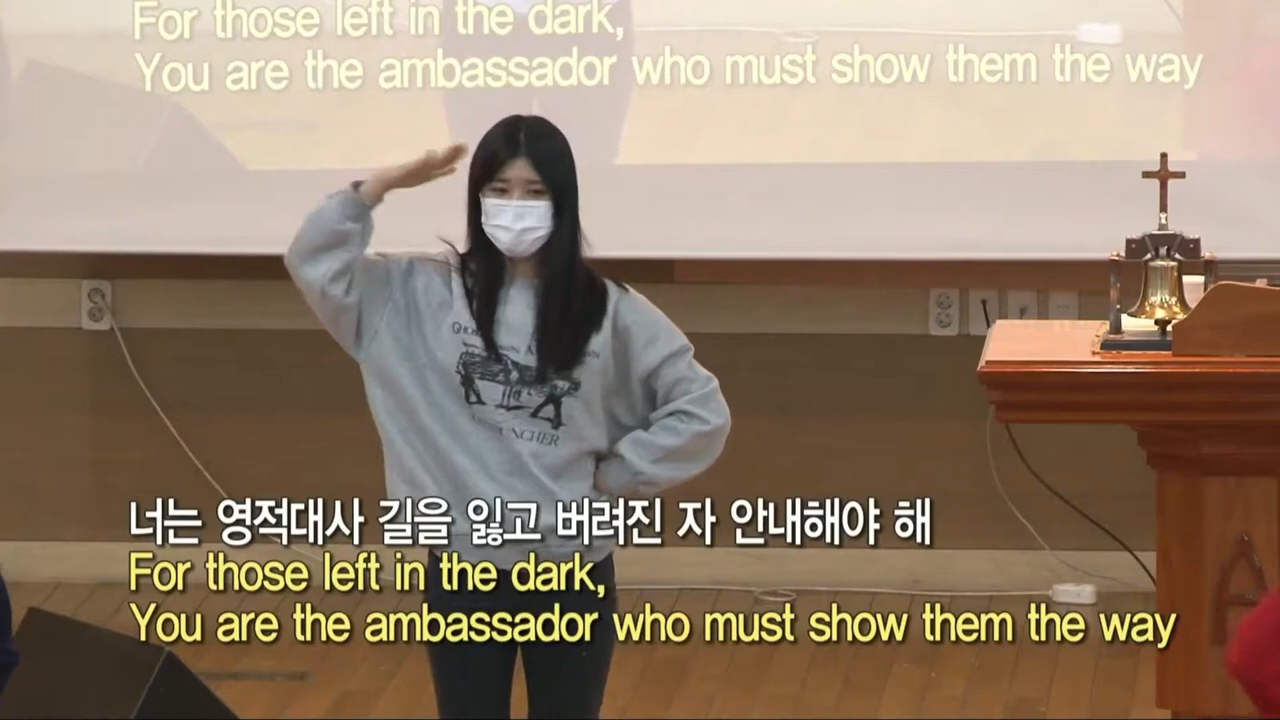 For those left in the dark,
You are the ambassador who must show them the way
너는 영적대사 길을 잃고 버려진 자 안내해야 해
For those left in the dark,
You are the ambassador who must show them the way